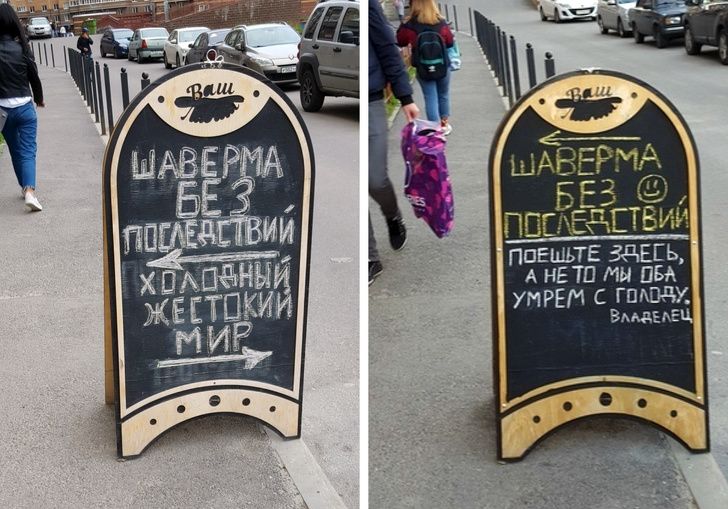 Ваш
ШАВЕРМА
БЕЗ
ПОСЛЕДСТВИЙ
ХОЛОДНЫЙ
ЖЕСТОКИЙ
МИР
Ваш
ШАВЕРМА
БЕЗ
ПОСЛЕДСТВИЙ
ПОЕШЬТЕ ЗДЕСЬ,
А НЕ ТО МЫ ОБА
УМРЕМ С ГОЛОДУ.
ВЛАДЕЛЕЦ